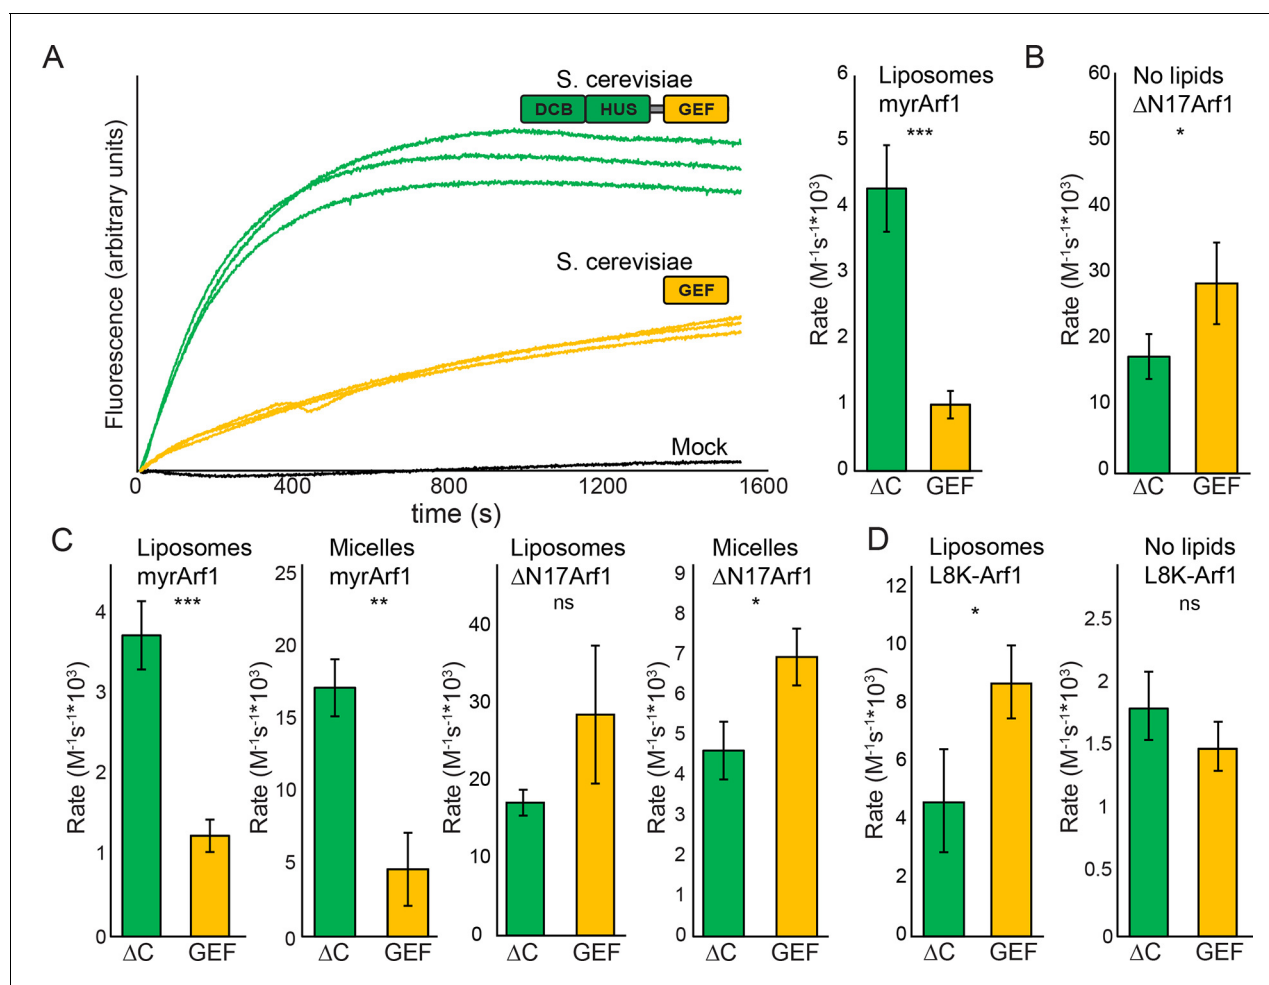 A
S. cerevisiae
DCB HUS GEF
S. cerevisiae
GEF
Mock
Fluorescence (arbitrary units)
0 400 800 1200 1600
time (s)
Liposomes
myrArf1
***
Rate (M⁻¹s⁻¹*10³)
6
5
4
3
2
1
0
ΔC GEF
B
No lipids
ΔN17Arf1
*
Rate (M⁻¹s⁻¹*10³)
60
50
40
30
20
10
0
ΔC GEF
C
Liposomes
myrArf1
***
Rate (M⁻¹s⁻¹*10³)
4
3
2
1
0
ΔC GEF
Micelles
myrArf1
**
Rate (M⁻¹s⁻¹*10³)
25
20
15
10
5
0
ΔC GEF
Liposomes
ΔN17Arf1
ns
Rate (M⁻¹s⁻¹*10³)
40
30
20
10
0
ΔC GEF
Micelles
ΔN17Arf1
*
Rate (M⁻¹s⁻¹*10³)
9
8
7
6
5
4
3
2
1
0
ΔC GEF
D
Liposomes
L8K-Arf1
*
Rate (M⁻¹s⁻¹*10³)
12
10
8
6
4
2
0
ΔC GEF
No lipids
L8K-Arf1
ns
Rate (M⁻¹s⁻¹*10³)
2.5
2
1.5
1
0.5
0
ΔC GEF